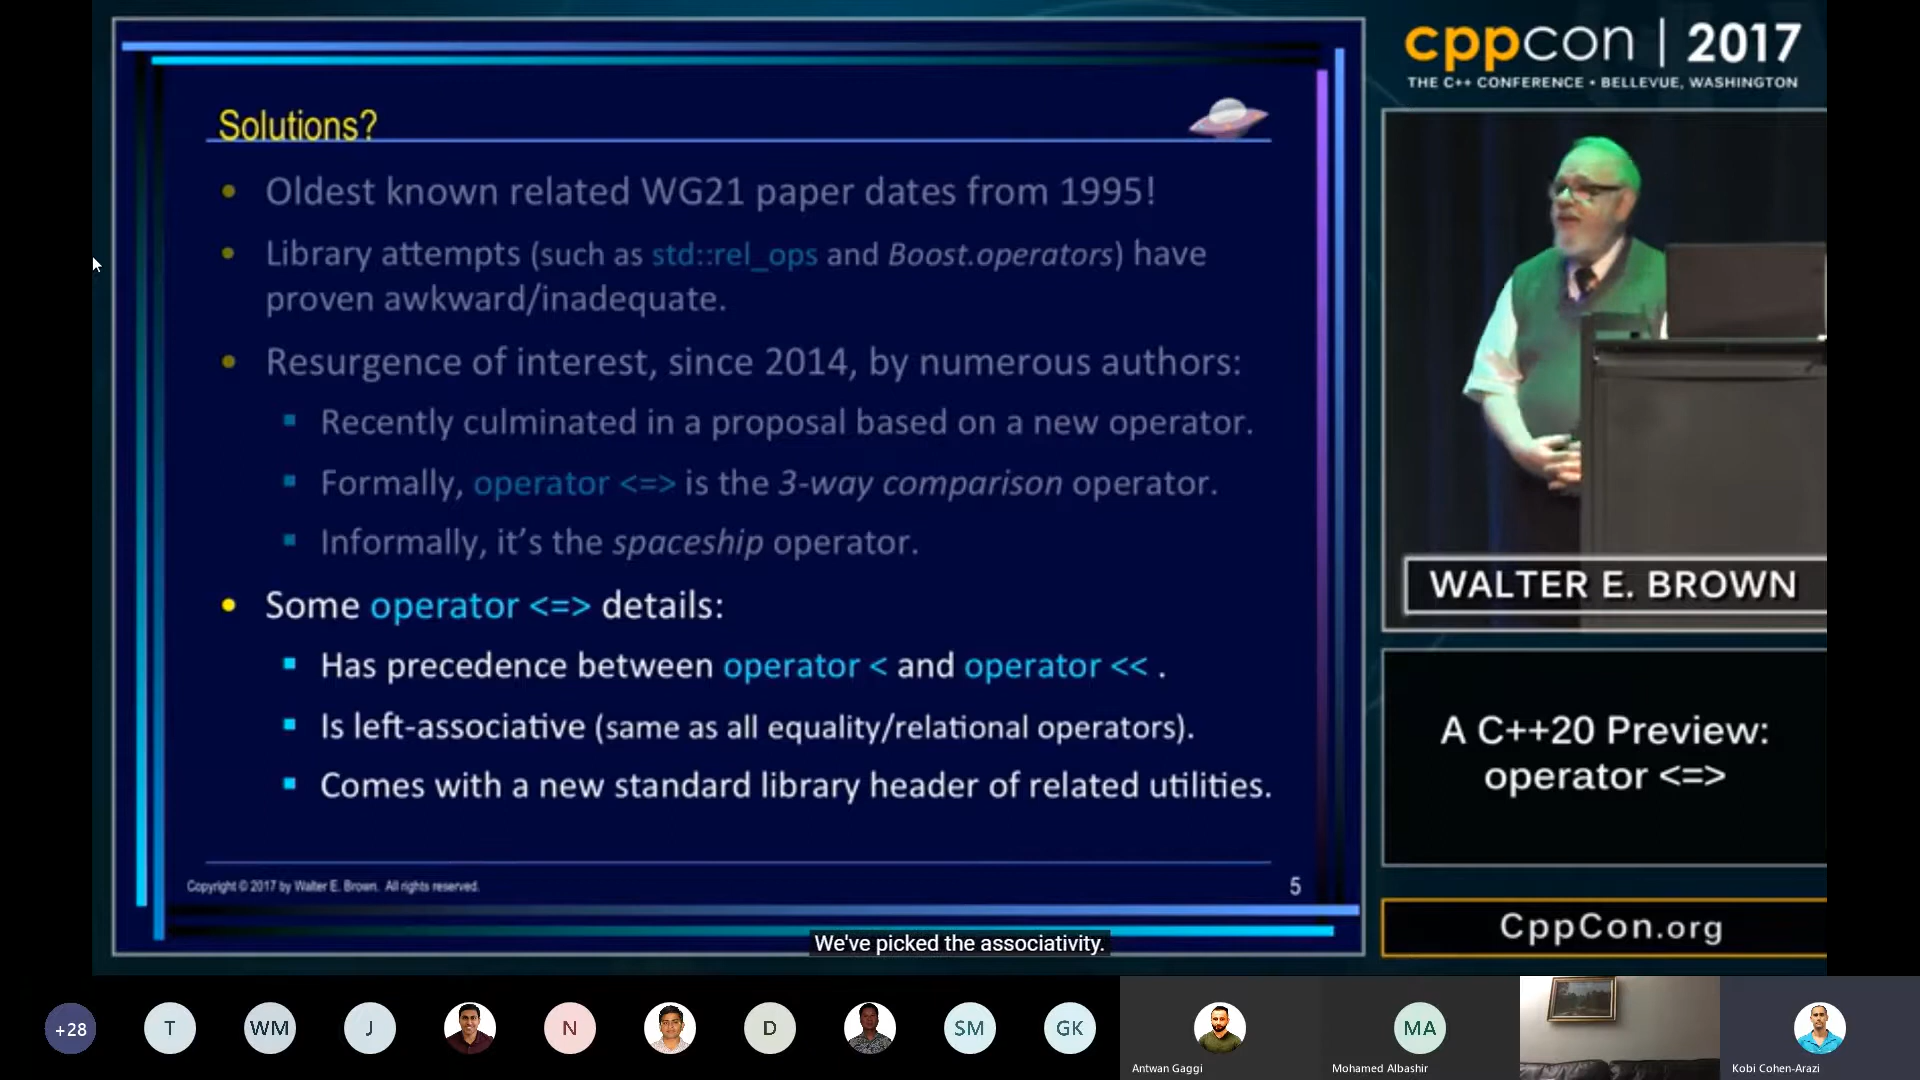 cppcon | 2017
THE C++ CONFERENCE • BELLEVUE, WASHINGTON
Solutions?
• Oldest known related WG21 paper dates from 1995!
• Library attempts (such as std::rel_ops and Boost.operators) have
proven awkward/inadequate.
• Resurgence of interest, since 2014, by numerous authors:
▪ Recently culminated in a proposal based on a new operator.
▪ Formally, operator <=> is the 3-way comparison operator.
▪ Informally, it's the spaceship operator.
• Some operator <=> details:
▪ Has precedence between operator < and operator << .
▪ Is left-associative (same as all equality/relational operators).
▪ Comes with a new standard library header of related utilities.
Copyright © 2017 by Walter E. Brown. All rights reserved.
5
WALTER E. BROWN
A C++20 Preview:
operator <=>
CppCon.org
We've picked the associativity.
+28
T
WM
J
N
D
SM
GK
Antwan Gaggi
MA
Mohamed Albashir
Kobi Cohen-Arazi